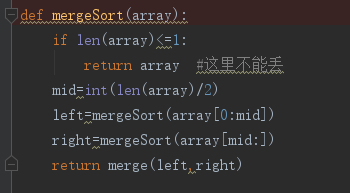 def mergeSort(array):
    if len(array)<=1:
        return array  #这里不能丢
    mid=int(len(array)/2)
    left=mergeSort(array[0:mid])
    right=mergeSort(array[mid:])
    return merge(left,right)